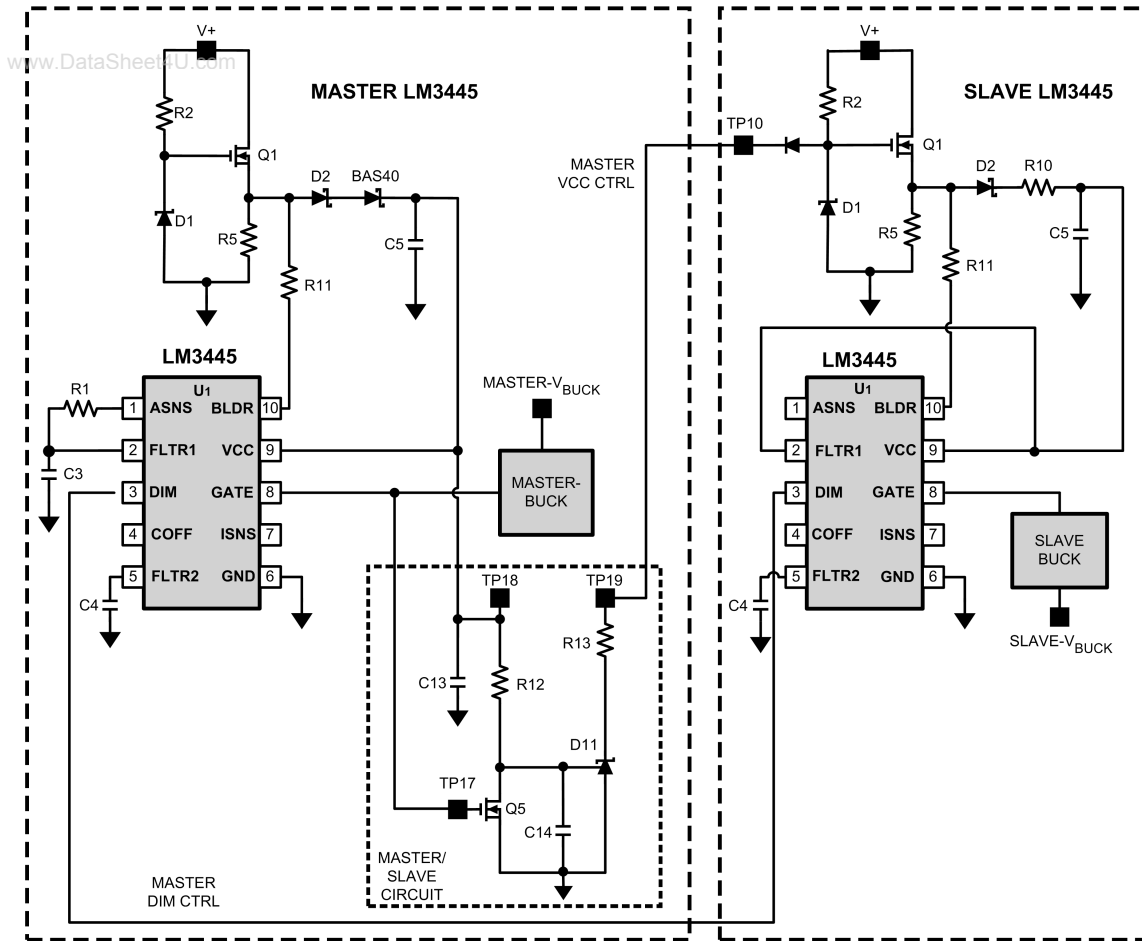 www.DataSheet4U.com
V+
R2
MASTER LM3445
Q1
D2
BAS40
D1
R5
C5
R11
LM3445
U1
R1
1 ASNS BLDR 10
2 FLTR1 VCC 9
C3
3 DIM GATE 8
4 COFF ISNS 7
5 FLTR2 GND 6
C4
MASTER-VBUCK
MASTER-
BUCK
TP18
TP19
R13
C13
R12
D11
TP17
Q5
C14
MASTER/
SLAVE
CIRCUIT
MASTER
DIM CTRL
MASTER
VCC CTRL
V+
SLAVE LM3445
R2
TP10
Q1
D2
R10
D1
R5
C5
R11
LM3445
U1
1 ASNS BLDR 10
2 FLTR1 VCC 9
3 DIM GATE 8
4 COFF ISNS 7
5 FLTR2 GND 6
C4
SLAVE
BUCK
SLAVE-VBUCK